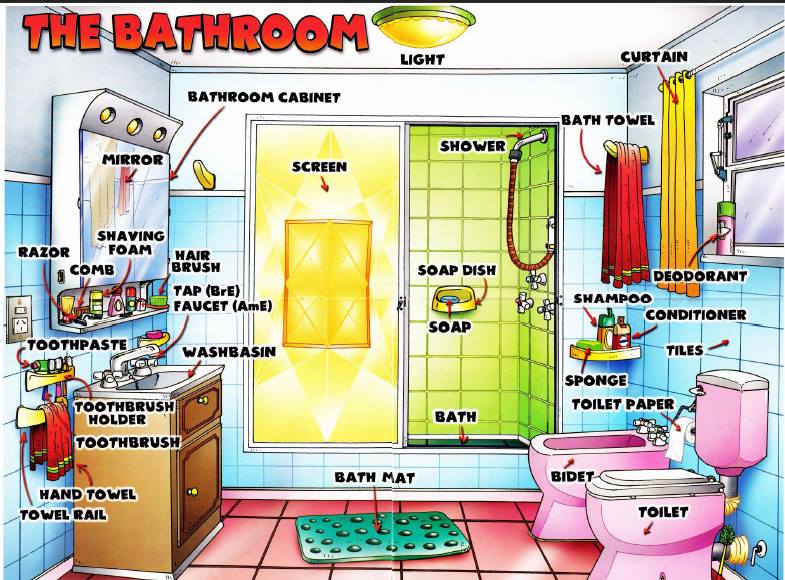 THE BATHROOM
LIGHT
CURTAIN
BATHROOM CABINET
BATH TOWEL
SHOWER
MIRROR
SCREEN
SHAVING
FOAM
RAZOR
COMB
HAIR
BRUSH
SOAP DISH
DEODORANT
TAP (BrE)
FAUCET (AmE)
SHAMPOO
CONDITIONER
SOAP
TOOTHPASTE
WASHBASIN
TILES
SPONGE
TOOTHBRUSH
HOLDER
TOILET PAPER
BATH
TOOTHBRUSH
BATH MAT
BIDET
HAND TOWEL
TOWEL RAIL
TOILET